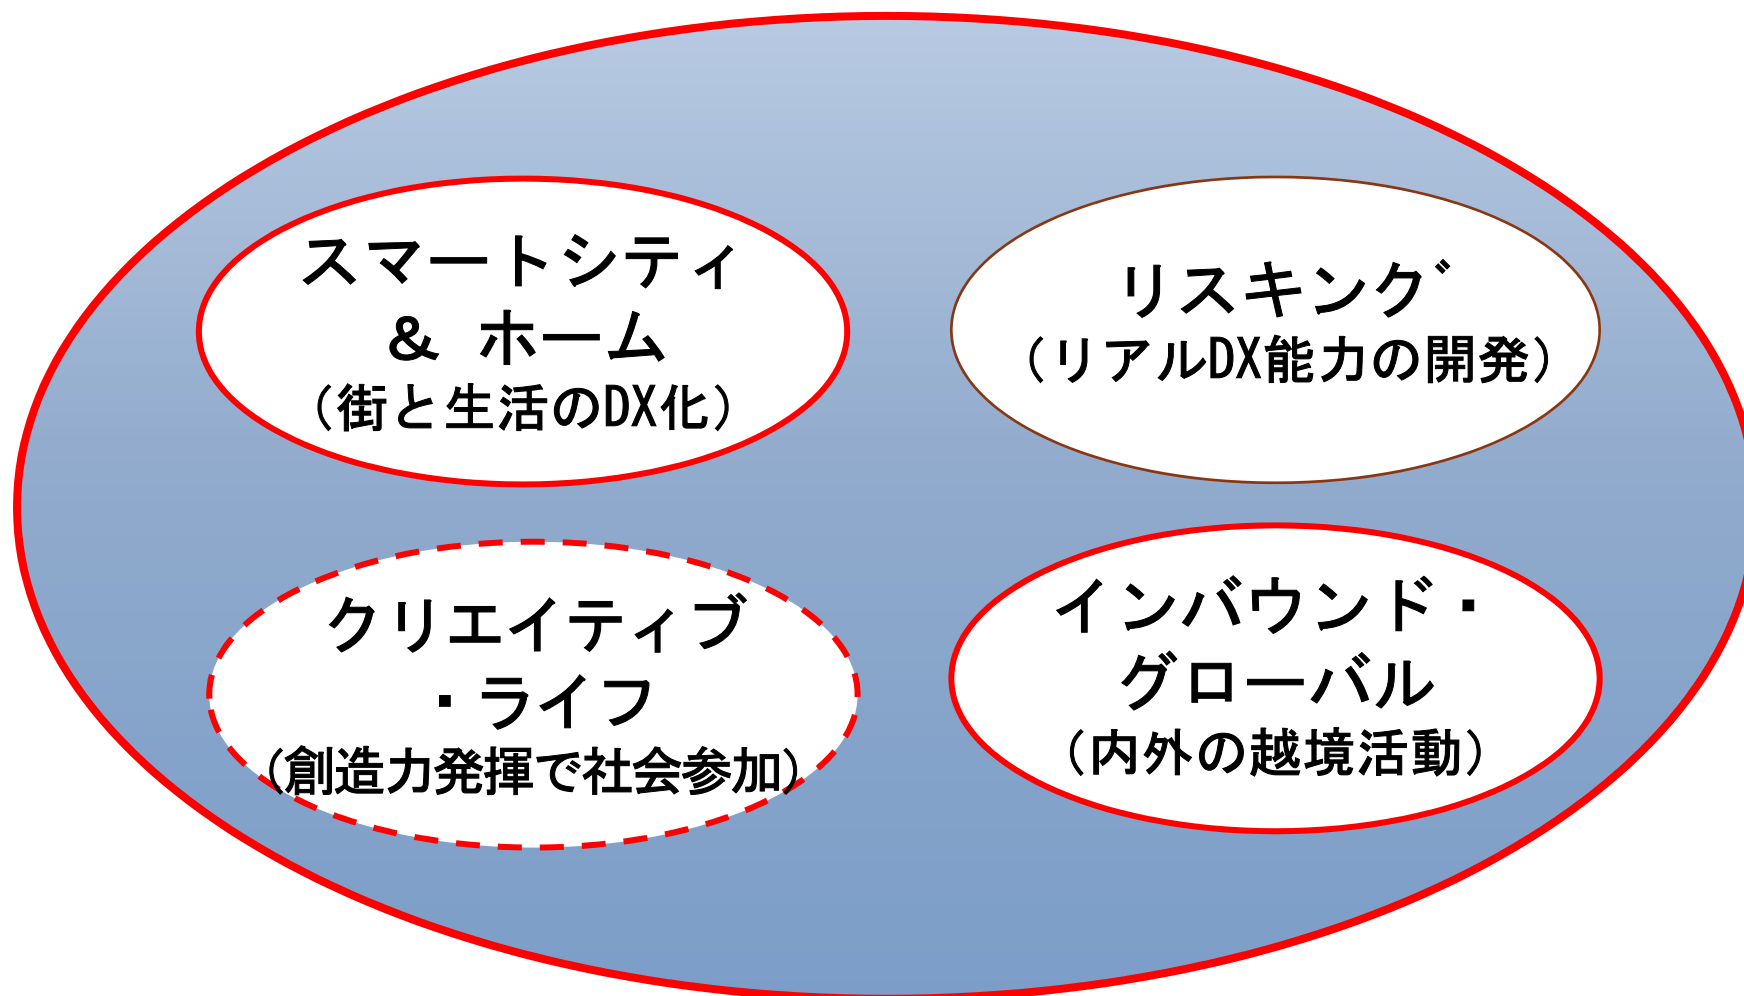 スマートシティ
& ホーム
（街と生活のDX化）
リスキング
（リアルDX能力の開発）
クリエイティブ
・ライフ
（創造力発揮で社会参加）
インバウンド・
グローバル
（内外の越境活動）